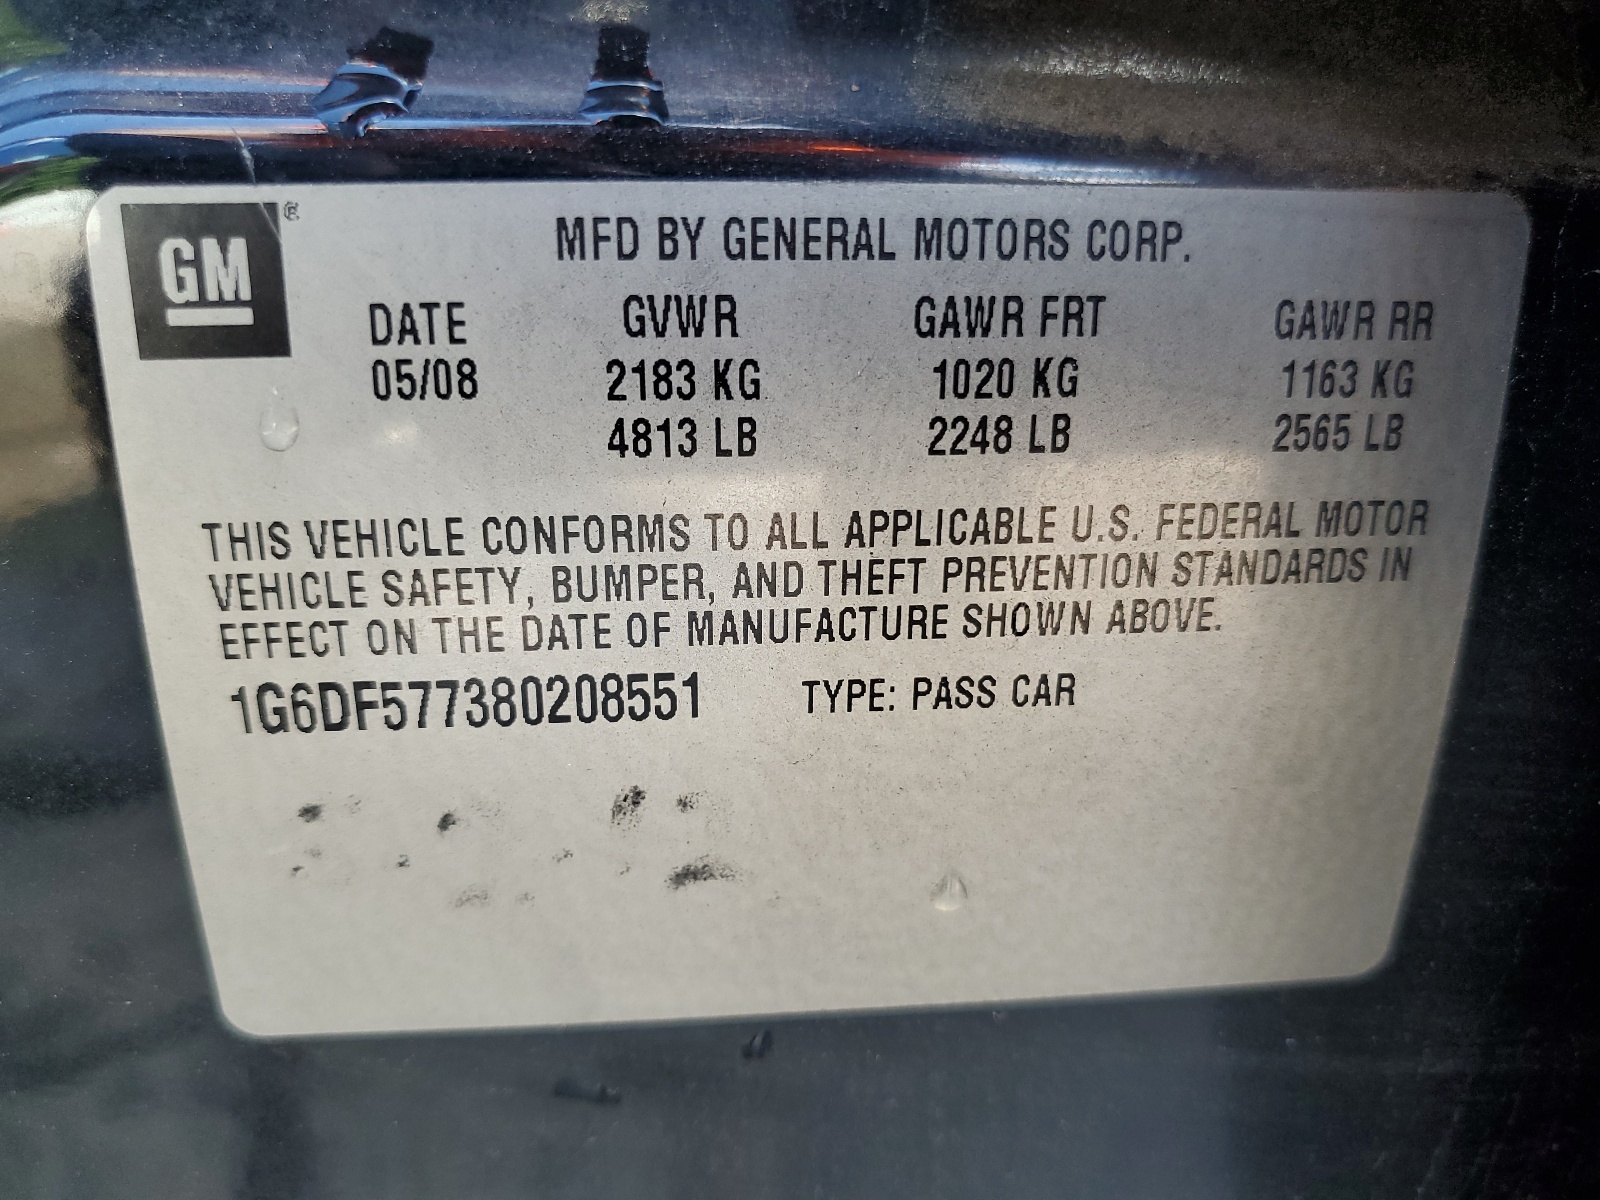 GM®
MFD BY GENERAL MOTORS CORP.
DATE GVWR GAWR FRT GAWR RR
05/08 2183 KG 1020 KG 1163 KG
4813 LB 2248 LB 2565 LB
THIS VEHICLE CONFORMS TO ALL APPLICABLE U.S. FEDERAL MOTOR
VEHICLE SAFETY, BUMPER, AND THEFT PREVENTION STANDARDS IN
EFFECT ON THE DATE OF MANUFACTURE SHOWN ABOVE.
1G6DF577380208551 TYPE: PASS CAR